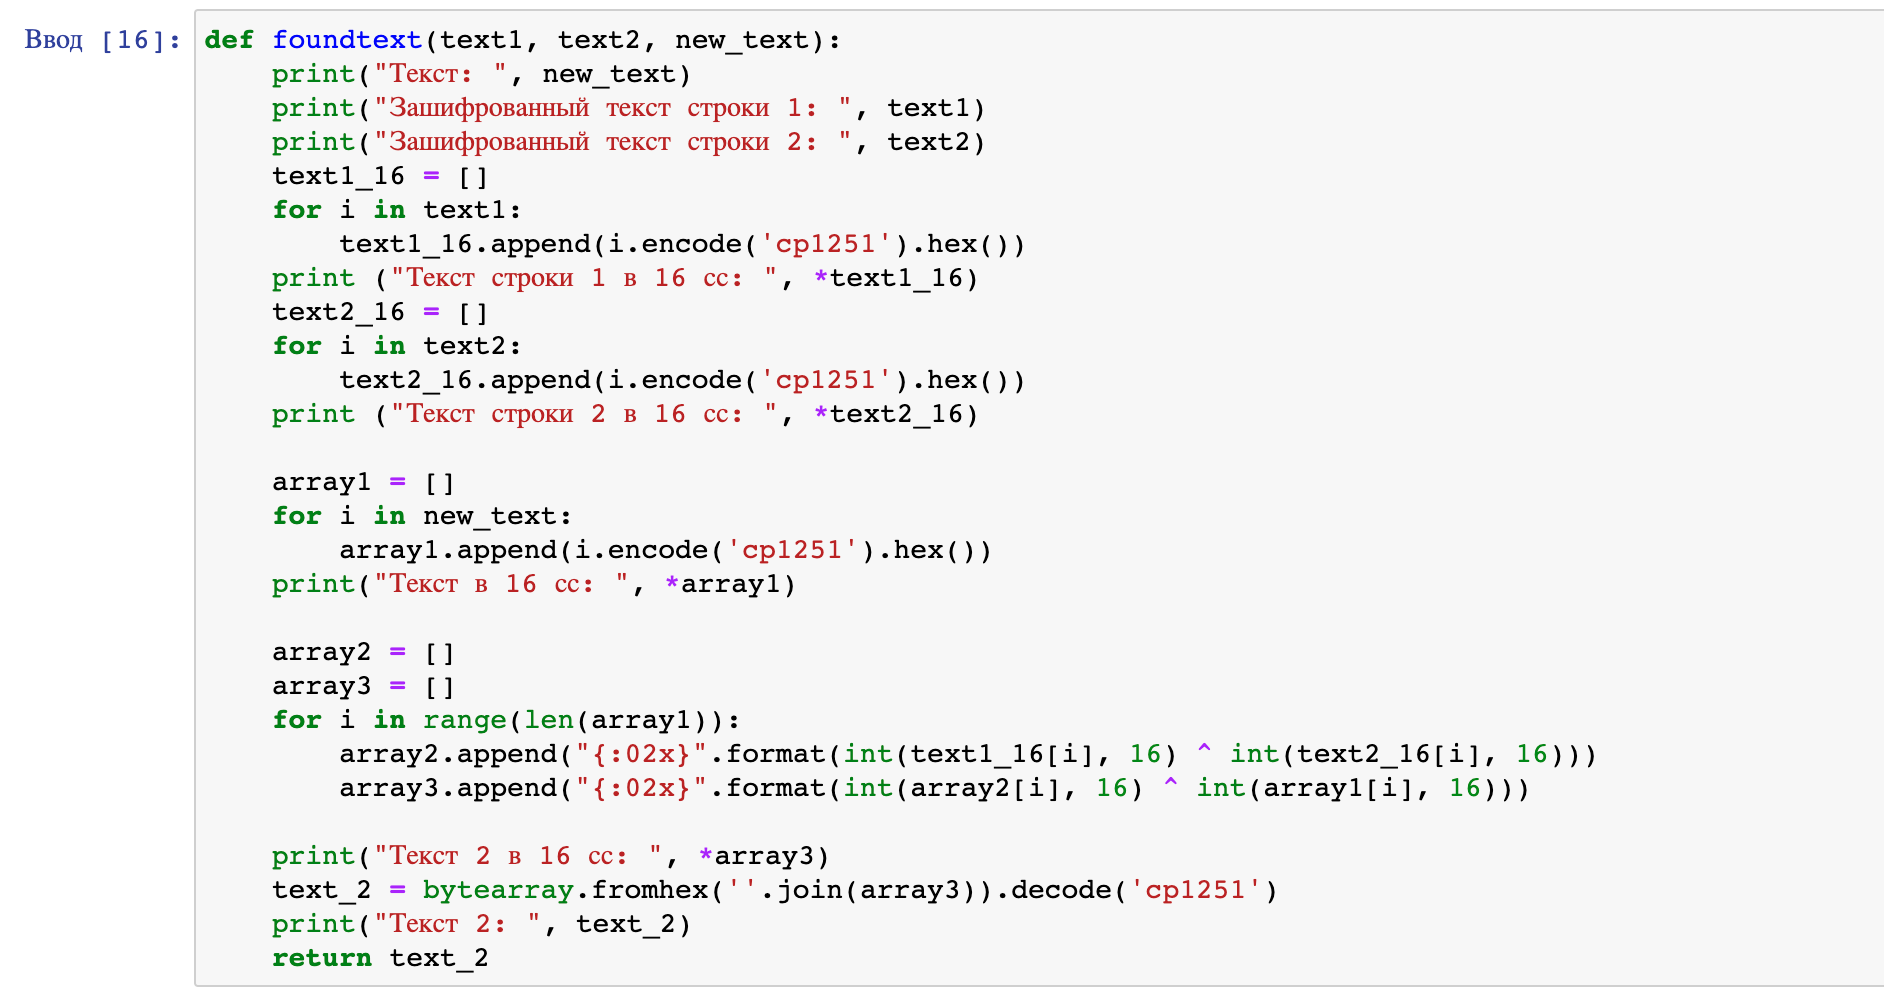 Ввод [16]: def foundtext(text1, text2, new_text):
    print("Текст: ", new_text)
    print("Зашифрованный текст строки 1: ", text1)
    print("Зашифрованный текст строки 2: ", text2)
    text1_16 = []
    for i in text1:
        text1_16.append(i.encode('cp1251').hex())
    print ("Текст строки 1 в 16 сс: ", *text1_16)
    text2_16 = []
    for i in text2:
        text2_16.append(i.encode('cp1251').hex())
    print ("Текст строки 2 в 16 сс: ", *text2_16)

    array1 = []
    for i in new_text:
        array1.append(i.encode('cp1251').hex())
    print("Текст в 16 сс: ", *array1)

    array2 = []
    array3 = []
    for i in range(len(array1)):
        array2.append("{:02x}".format(int(text1_16[i], 16) ^ int(text2_16[i], 16)))
        array3.append("{:02x}".format(int(array2[i], 16) ^ int(array1[i], 16)))

    print("Текст 2 в 16 сс: ", *array3)
    text_2 = bytearray.fromhex(''.join(array3)).decode('cp1251')
    print("Текст 2: ", text_2)
    return text_2